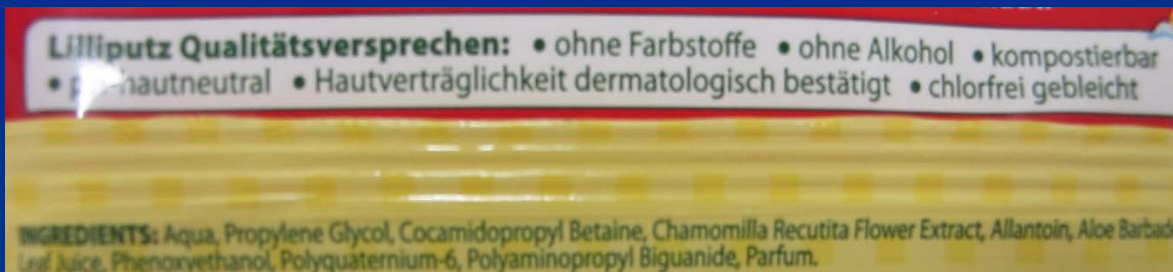 Lilliputz Qualitätsversprechen: • ohne Farbstoffe • ohne Alkohol • kompostierbar
• hautneutral • Hautverträglichkeit dermatologisch bestätigt • chlorfrei gebleicht
INGREDIENTS: Aqua, Propylene Glycol, Cocamidopropyl Betaine, Chamomilla Recutita Flower Extract, Allantoin, Aloe
Leaf Juice, Phenoxyethanol, Polyquaternium-6, Polyaminopropyl Biguanide, Parfum.